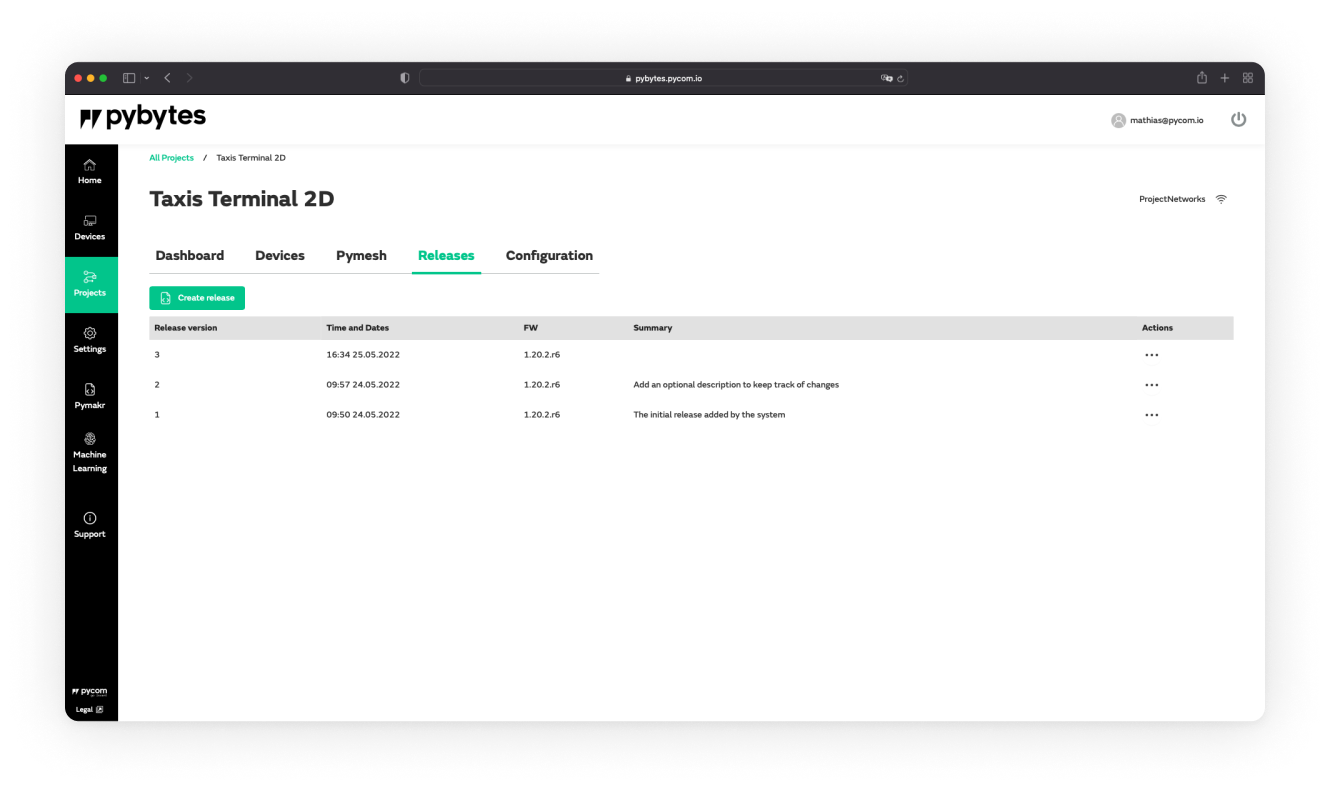 pybytes.pycom.io
pybytes
mathias@pycom.io
All Projects / Taxis Terminal 2D
Taxis Terminal 2D
ProjectNetworks
Dashboard Devices Pymesh Releases Configuration
Create release
Release version Time and Dates FW Summary Actions
3 16:34 25.05.2022 1.20.2.r6 •••
2 09:57 24.05.2022 1.20.2.r6 Add an optional description to keep track of changes •••
1 09:50 24.05.2022 1.20.2.r6 The initial release added by the system •••
Home
Devices
Projects
Settings
Pymakr
Machine
Learning
Support
pycom
Legal